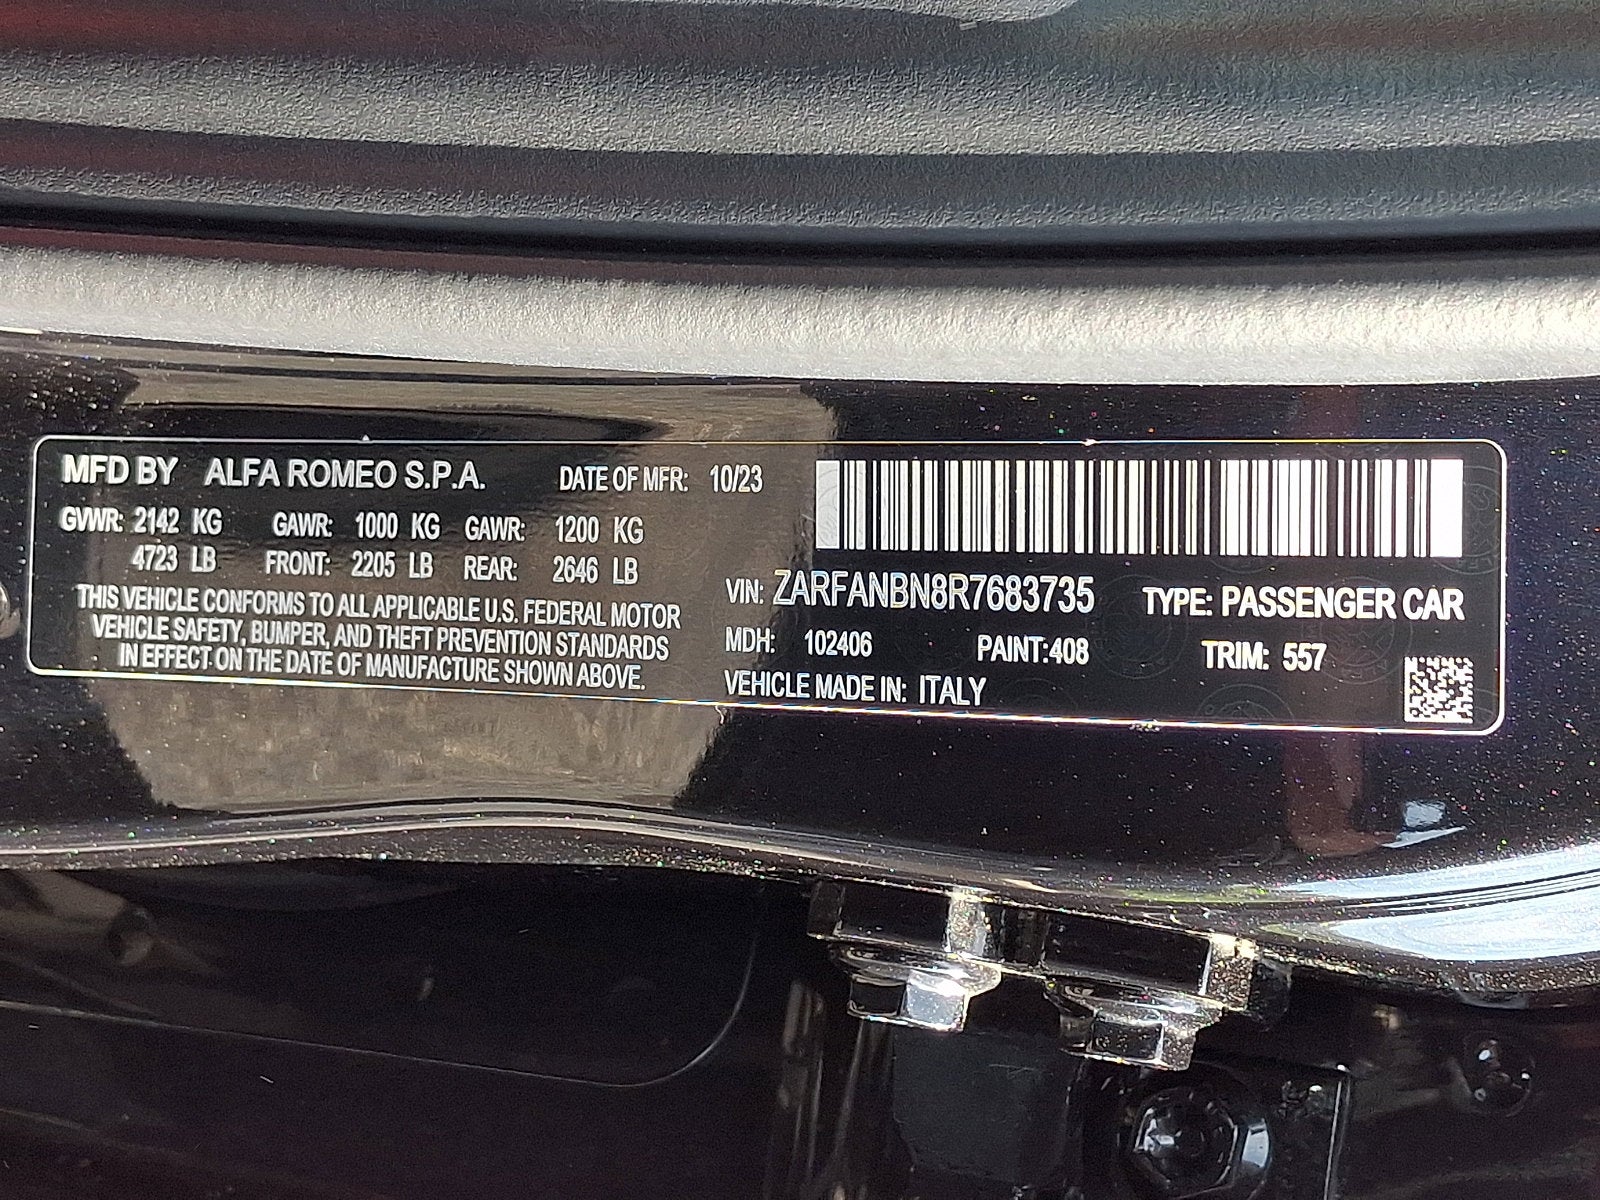 MFD BY ALFA ROMEO S.P.A. DATE OF MFR: 10/23
GVWR: 2142 KG GAWR: 1000 KG GAWR: 1200 KG
4723 LB FRONT: 2205 LB REAR: 2646 LB
THIS VEHICLE CONFORMS TO ALL APPLICABLE U.S. FEDERAL MOTOR
VEHICLE SAFETY, BUMPER, AND THEFT PREVENTION STANDARDS
IN EFFECT ON THE DATE OF MANUFACTURE SHOWN ABOVE.
VIN: ZARFANBN8R7683735 TYPE: PASSENGER CAR
MDH: 102406 PAINT:408 TRIM: 557
VEHICLE MADE IN: ITALY